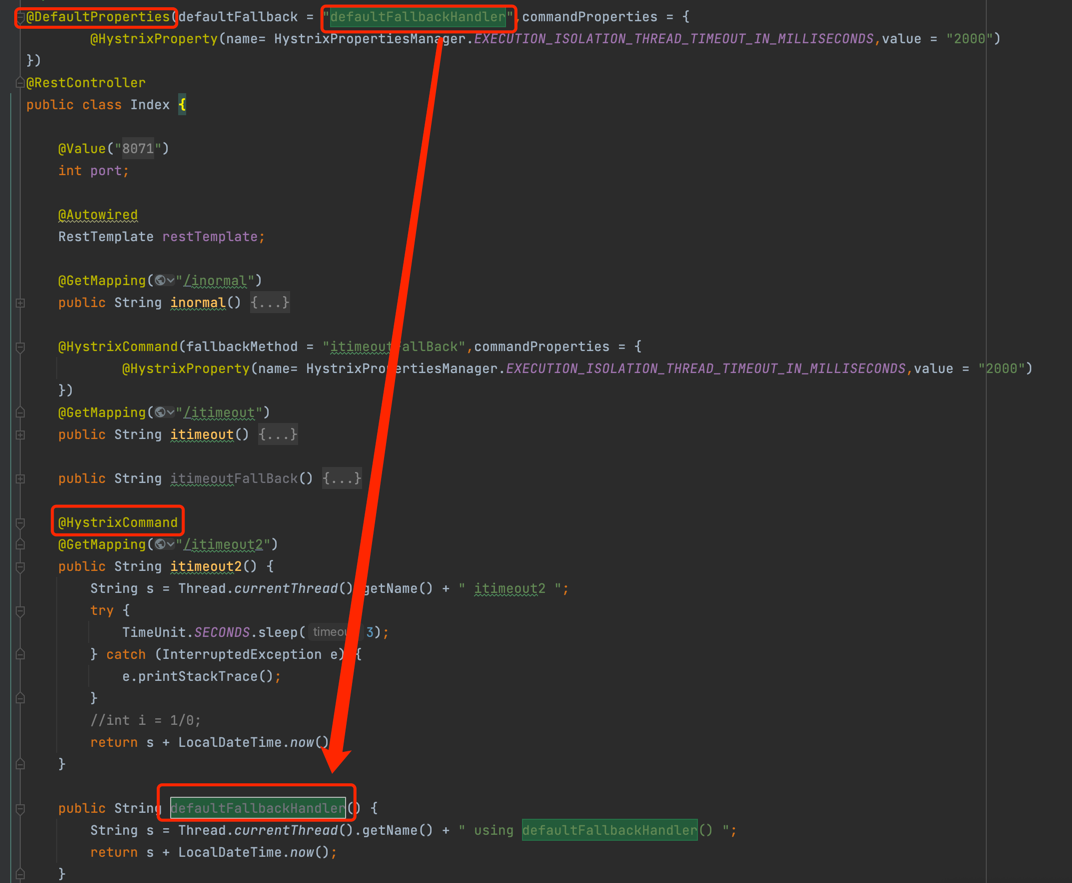 @DefaultProperties(defaultFallback = "defaultFallbackHandler",commandProperties = {
@HystrixProperty(name= HystrixPropertiesManager.EXECUTION_ISOLATION_THREAD_TIMEOUT_IN_MILLISECONDS,value = "2000")
})
@RestController
public class Index {
@Value("8071")
int port;
@Autowired
RestTemplate restTemplate;
@GetMapping("/inormal")
public String inormal() {...}
@HystrixCommand(fallbackMethod = "itimeoutFallBack",commandProperties = {
@HystrixProperty(name= HystrixPropertiesManager.EXECUTION_ISOLATION_THREAD_TIMEOUT_IN_MILLISECONDS,value = "2000")
})
@GetMapping("/itimeout")
public String itimeout() {...}
public String itimeoutFallBack() {...}
@HystrixCommand
@GetMapping("/itimeout2")
public String itimeout2() {
String s = Thread.currentThread().getName() + " itimeout2 ";
try {
TimeUnit.SECONDS.sleep( timeout: 3);
} catch (InterruptedException e) {
e.printStackTrace();
}
//int i = 1/0;
return s + LocalDateTime.now();
}
public String defaultFallbackHandler() {
String s = Thread.currentThread().getName() + " using defaultFallbackHandler() ";
return s + LocalDateTime.now();
}